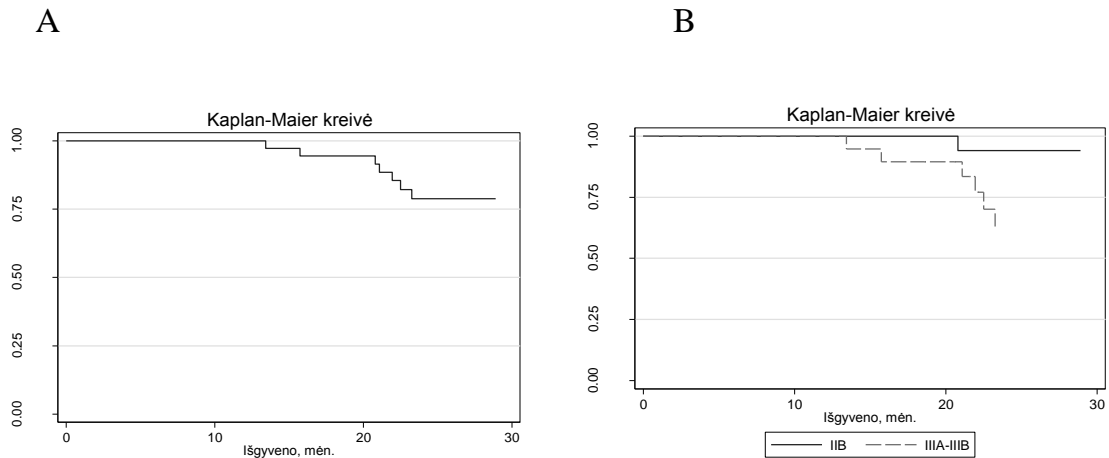 A
B
Kaplan-Maier kreivė
1.00
0.75
0.50
0.25
0.00
0
10
20
30
Išgyveno, mėn.
Kaplan-Maier kreivė
1.00
0.75
0.50
0.25
0.00
0
10
20
30
Išgyveno, mėn.
IIB
IIIA-IIIB